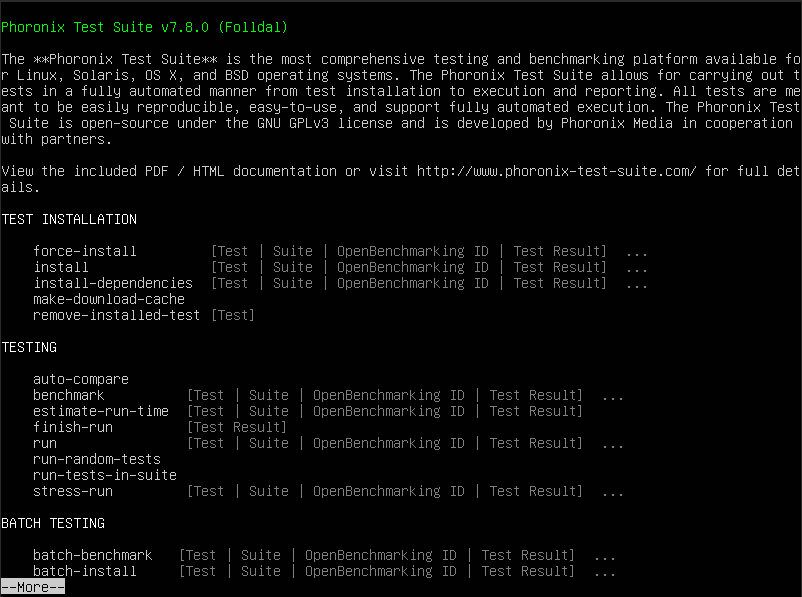 Phoronix Test Suite v7.8.0 (Folldal)
The **Phoronix Test Suite** is the most comprehensive testing and benchmarking platform available fo
r Linux, Solaris, OS X, and BSD operating systems. The Phoronix Test Suite allows for carrying out t
ests in a fully automated manner from test installation to execution and reporting. All tests are me
ant to be easily reproducible, easy-to-use, and support fully automated execution. The Phoronix Test
 Suite is open-source under the GNU GPLv3 license and is developed by Phoronix Media in cooperation
with partners.
View the included PDF / HTML documentation or visit http://www.phoronix-test-suite.com/ for full det
ails.
TEST INSTALLATION
force-install [Test | Suite | OpenBenchmarking ID | Test Result] ...
install [Test | Suite | OpenBenchmarking ID | Test Result] ...
install-dependencies [Test | Suite | OpenBenchmarking ID | Test Result] ...
make-download-cache
remove-installed-test [Test]
TESTING
auto-compare
benchmark [Test | Suite | OpenBenchmarking ID | Test Result] ...
estimate-run-time [Test | Suite | OpenBenchmarking ID | Test Result]
finish-run [Test Result]
run [Test | Suite | OpenBenchmarking ID | Test Result] ...
run-random-tests
run-tests-in-suite
stress-run [Test | Suite | OpenBenchmarking ID | Test Result] ...
BATCH TESTING
batch-benchmark [Test | Suite | OpenBenchmarking ID | Test Result] ...
batch-install [Test | Suite | OpenBenchmarking ID | Test Result] ...
--More--